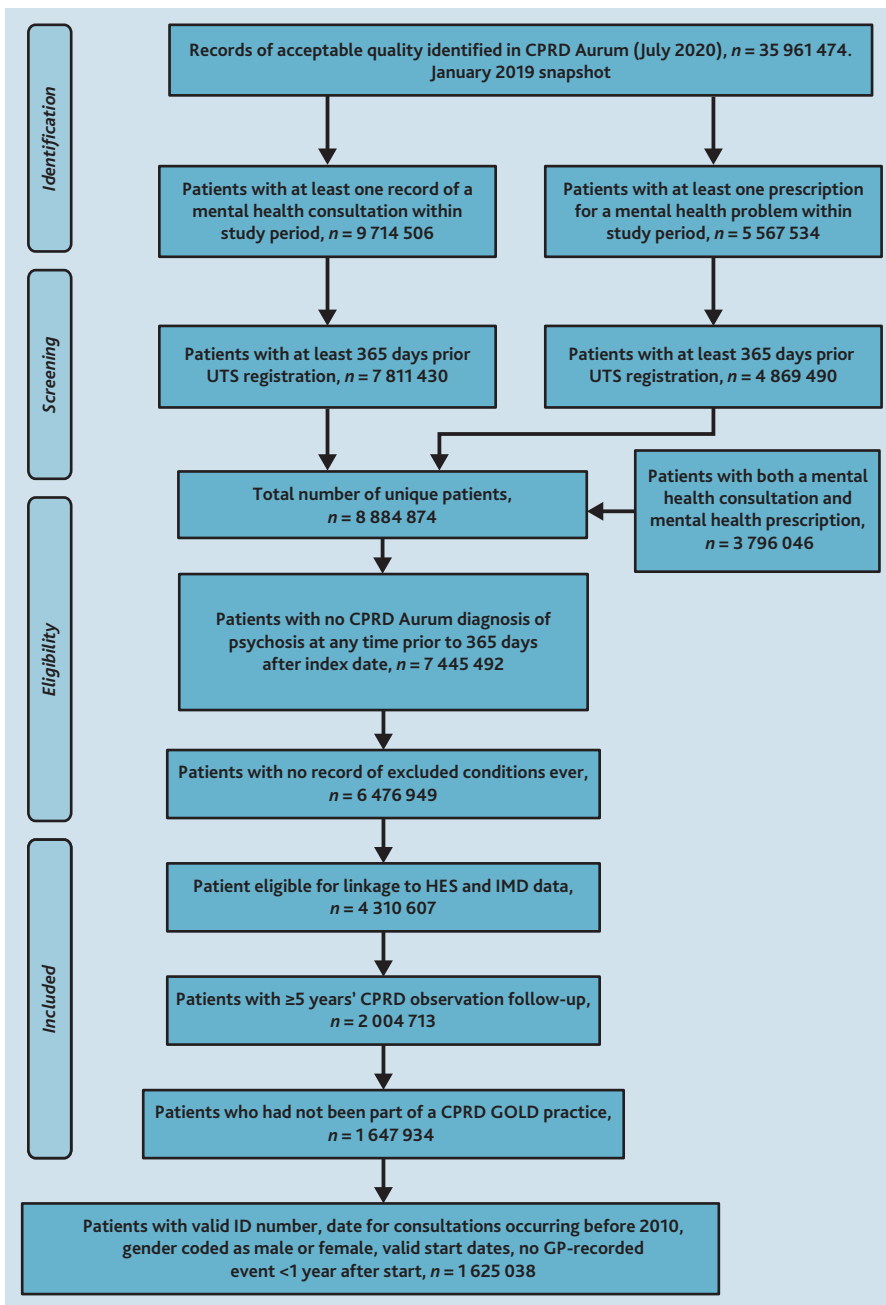 Identification
Records of acceptable quality identified in CPRD Aurum (July 2020), n = 35 961 474.
January 2019 snapshot
Patients with at least one record of a
mental health consultation within
study period, n = 9 714 506
Patients with at least one prescription
for a mental health problem within
study period, n = 5 567 534
Screening
Patients with at least 365 days prior
UTS registration, n = 7 811 430
Patients with at least 365 days prior
UTS registration, n = 4 869 490
Total number of unique patients,
n = 8 884 874
Patients with both a mental
health consultation and
mental health prescription,
n = 3 796 046
Eligibility
Patients with no CPRD Aurum diagnosis of
psychosis at any time prior to 365 days
after index date, n = 7 445 492
Patients with no record of excluded conditions ever,
n = 6 476 949
Included
Patient eligible for linkage to HES and IMD data,
n = 4 310 607
Patients with ≥5 years' CPRD observation follow-up,
n = 2 004 713
Patients who had not been part of a CPRD GOLD practice,
n = 1 647 934
Patients with valid ID number, date for consultations occurring before 2010,
gender coded as male or female, valid start dates, no GP-recorded
event <1 year after start, n = 1 625 038